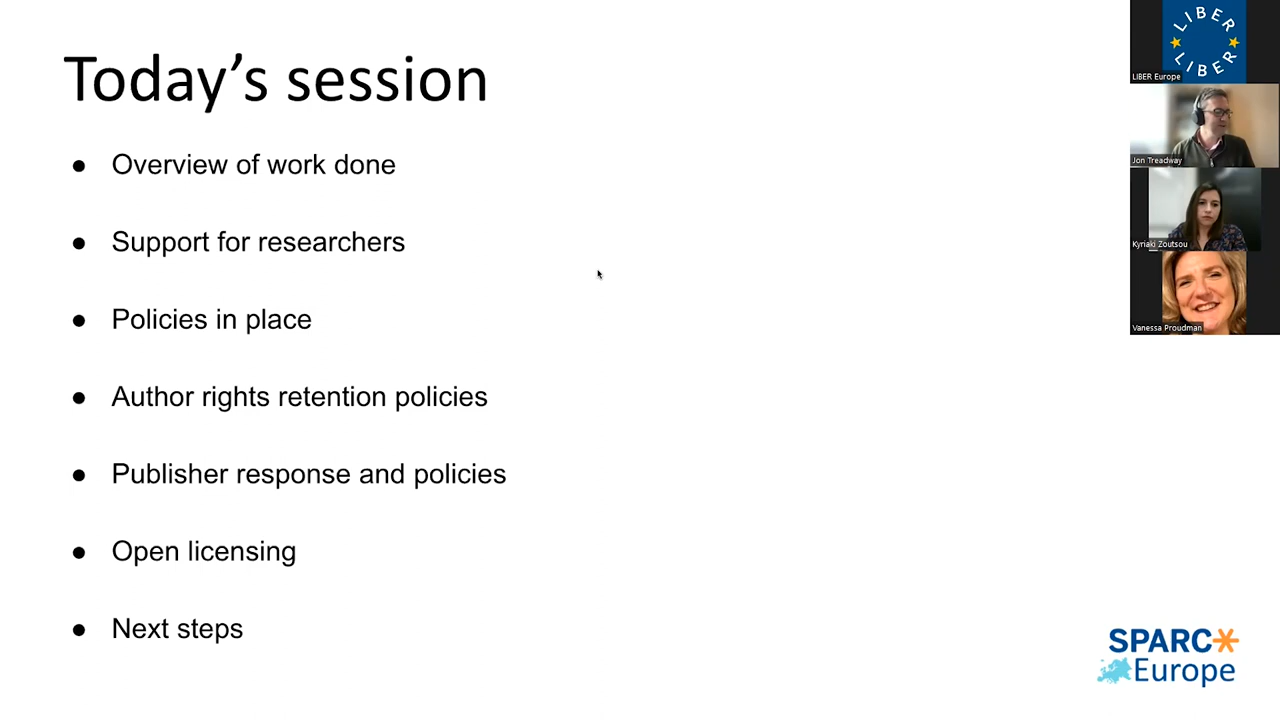 Today's session
● Overview of work done
● Support for researchers
● Policies in place
● Author rights retention policies
● Publisher response and policies
● Open licensing
● Next steps
LIBER
LIBER
LIBER Europe
Jon Treadway
Kyriaki Zoutsou
Vanessa Proudman
SPARC
Europe